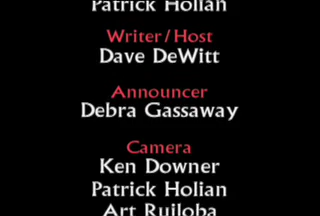 Patrick Holian
Writer/Host
Dave DeWitt
Announcer
Debra Gassaway
Camera
Ken Downer
Patrick Holian
Art Ruiloba